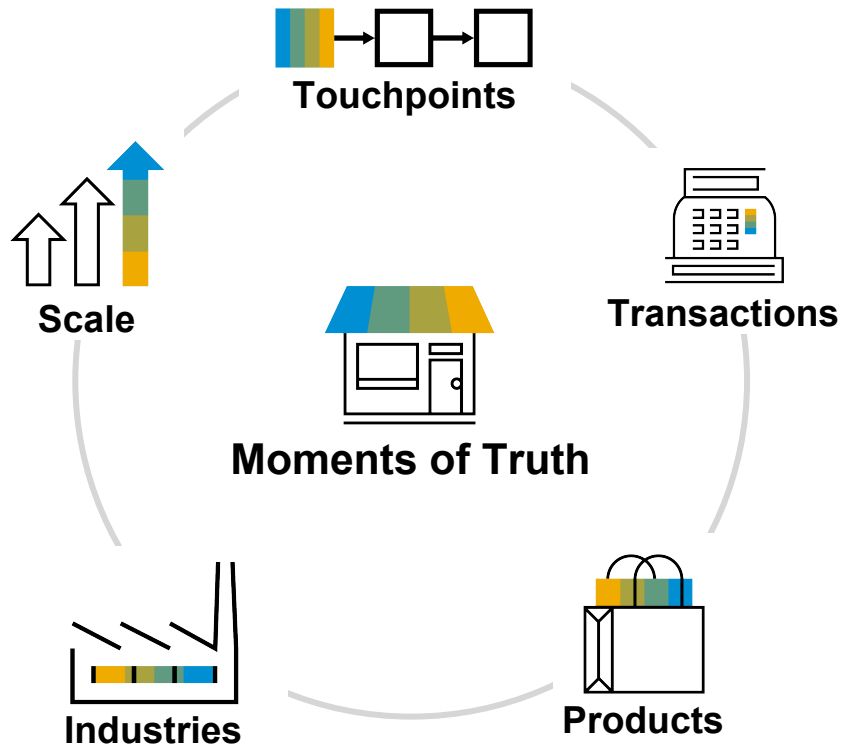 Touchpoints
Scale
Transactions
Moments of Truth
Industries
Products